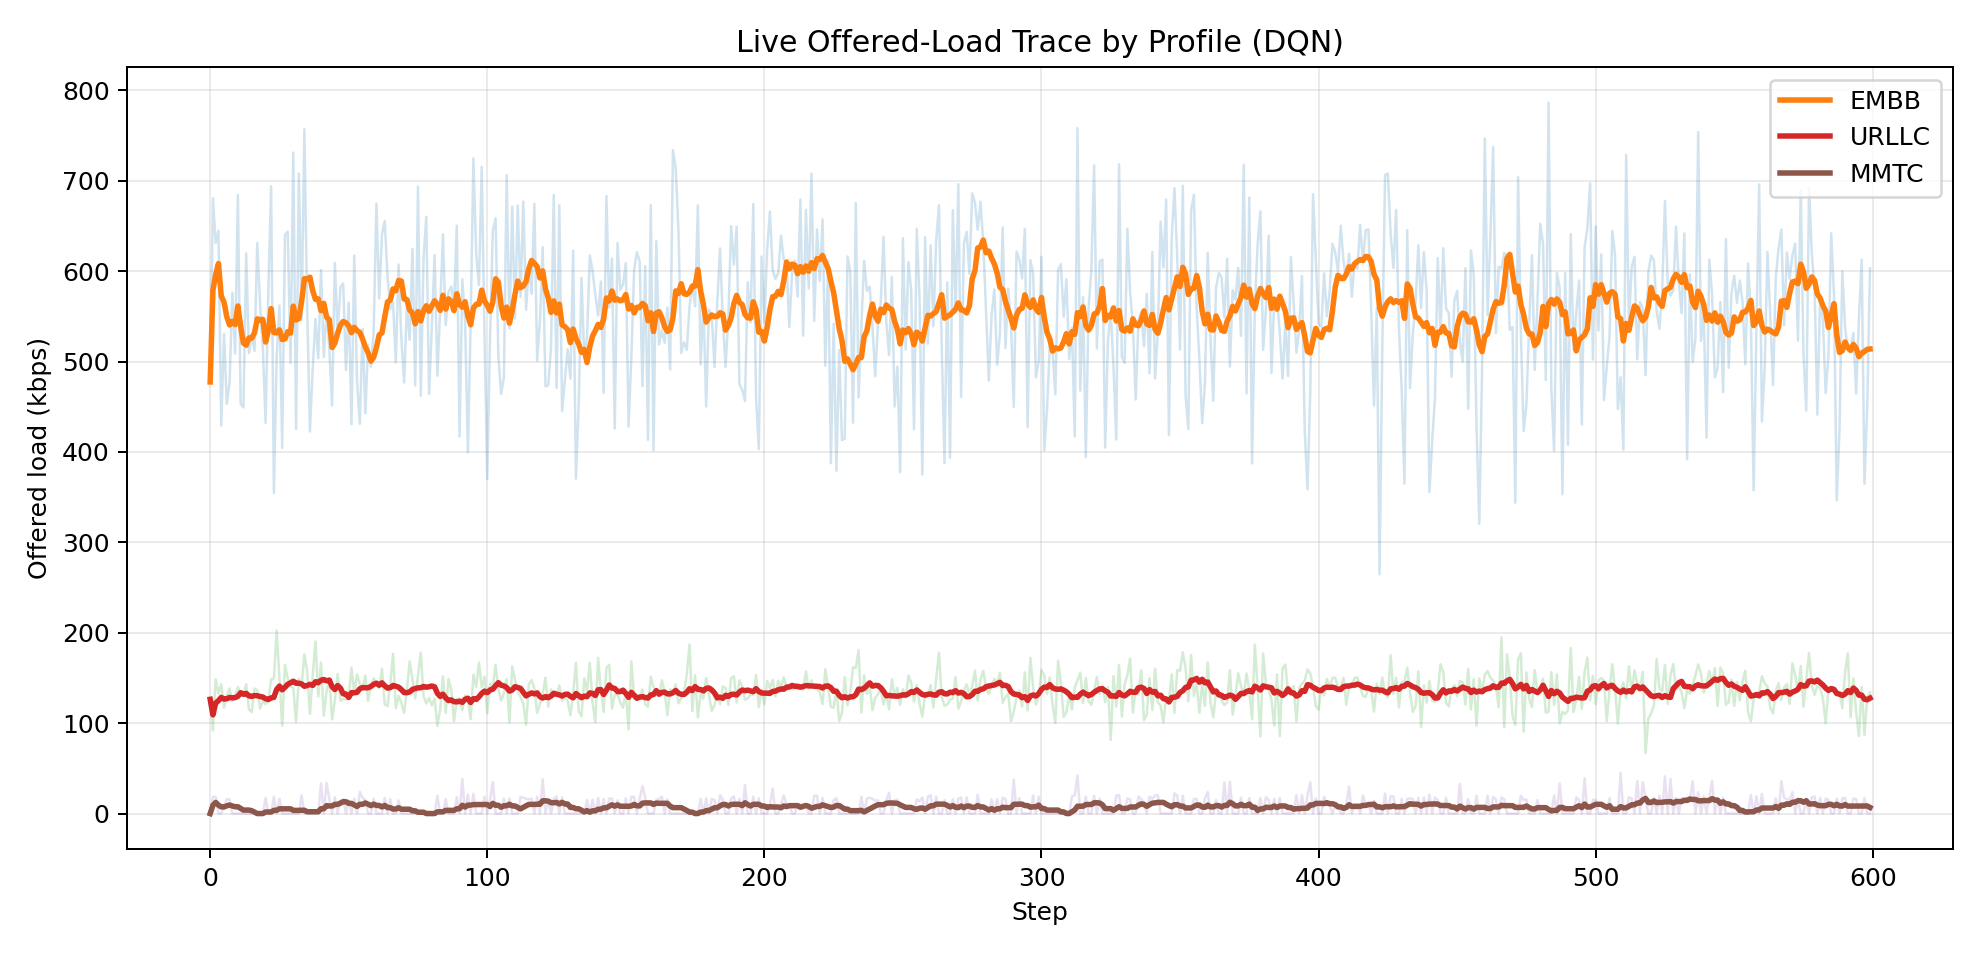 Live Offered-Load Trace by Profile (DQN)
EMBB
URLLC
MMTC
Offered load (kbps)
800
700
600
500
400
300
200
100
0
0 100 200 300 400 500 600
Step